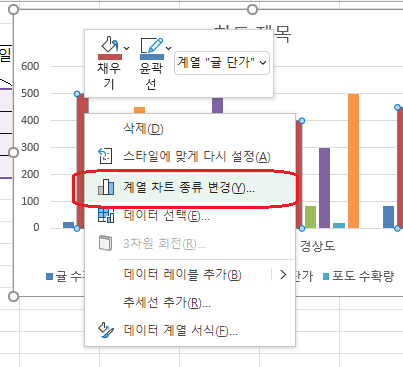 차트 제목
일
채우
기
윤곽
선
계열 "귤 단가"
600
500
400
300
200
100
0
삭제(D)
스타일에 맞게 다시 설정(A)
계열 차트 종류 변경(Y)...
데이터 선택(E)...
3차원 회전(R)...
데이터 레이블 추가(B)
추세선 추가(R)...
데이터 계열 서식(F)...
경상도
귤 수
단가
포도 수확량